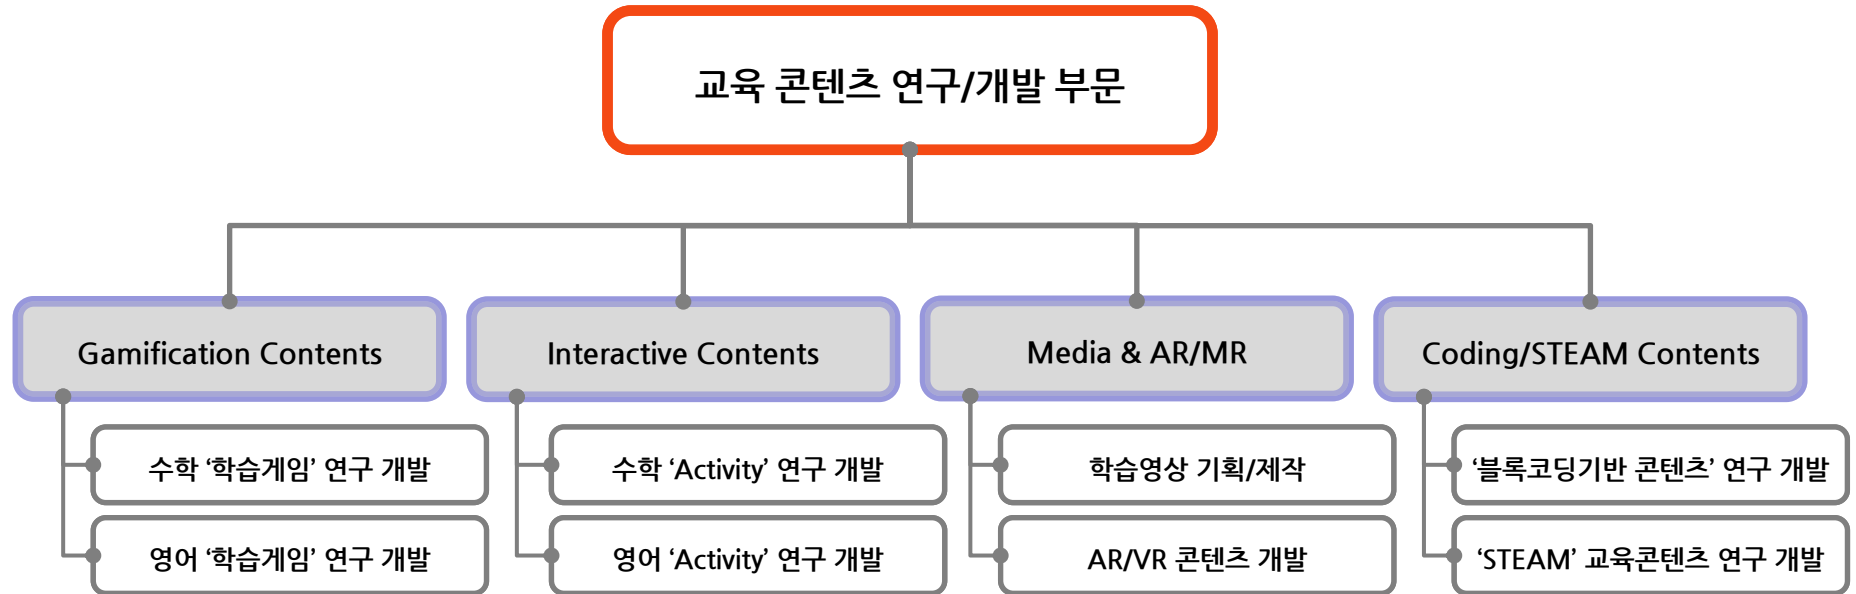 교육 콘텐츠 연구/개발 부문
Gamification Contents
수학 ‘학습게임’ 연구 개발
영어 ‘학습게임’ 연구 개발
Interactive Contents
수학 ‘Activity’ 연구 개발
영어 ‘Activity’ 연구 개발
Media & AR/MR
학습영상 기획/제작
AR/VR 콘텐츠 개발
Coding/STEAM Contents
‘블록코딩기반 콘텐츠’ 연구 개발
‘STEAM’ 교육콘텐츠 연구 개발